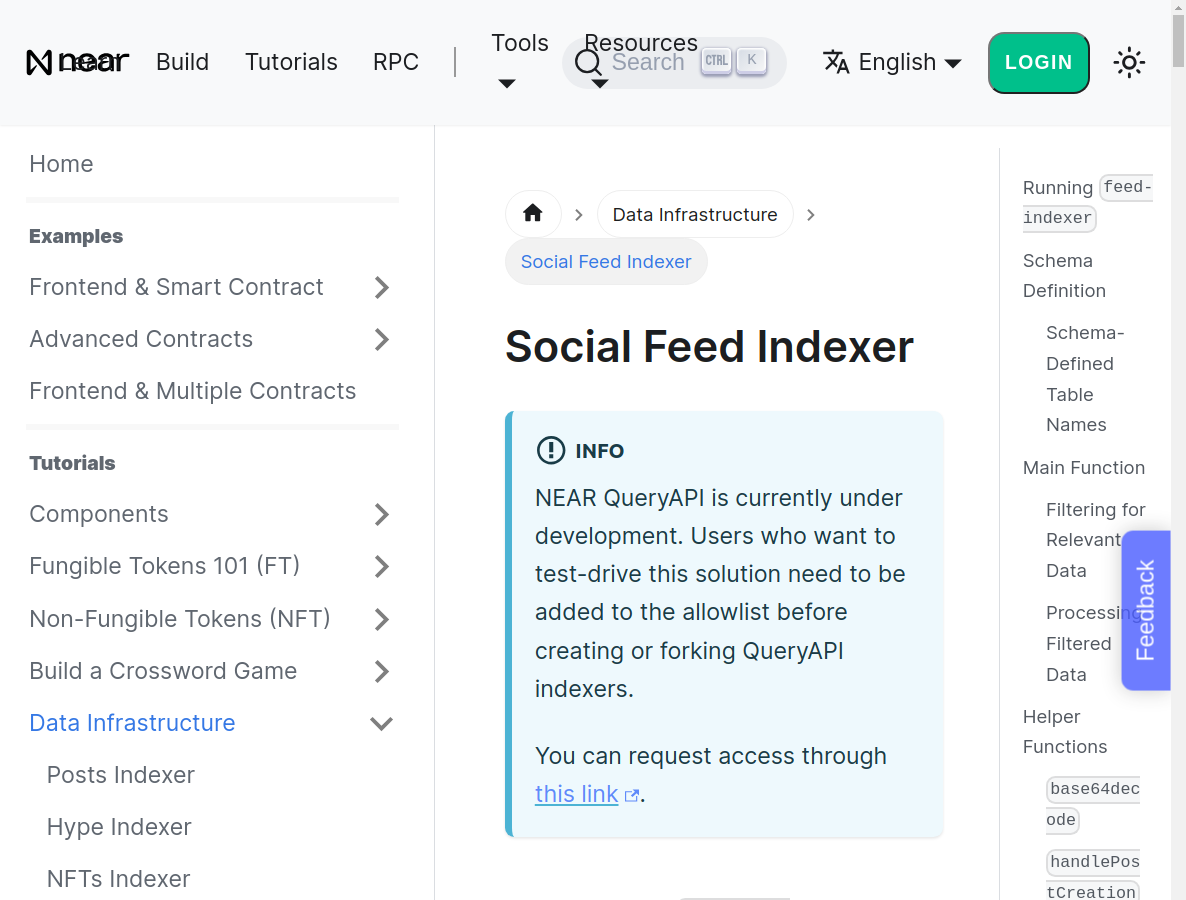 near
Learn
Build
Tutorials
RPC
Tools
Resources
Search
CTRL
K
English
LOGIN
Home
Examples
Frontend & Smart Contract
Advanced Contracts
Frontend & Multiple Contracts
Tutorials
Components
Fungible Tokens 101 (FT)
Non-Fungible Tokens (NFT)
Build a Crossword Game
Data Infrastructure
Posts Indexer
Hype Indexer
NFTs Indexer
Data Infrastructure
Social Feed Indexer
Social Feed Indexer
INFO
NEAR QueryAPI is currently under
development. Users who want to
test-drive this solution need to be
added to the allowlist before
creating or forking QueryAPI
indexers.
You can request access through
this link.
Running feed-
indexer
Schema
Definition
Schema-
Defined
Table
Names
Main Function
Filtering for
Relevant
Data
Processing
Filtered
Data
Helper
Functions
base64dec
ode
handlePos
tCreation
Feedback